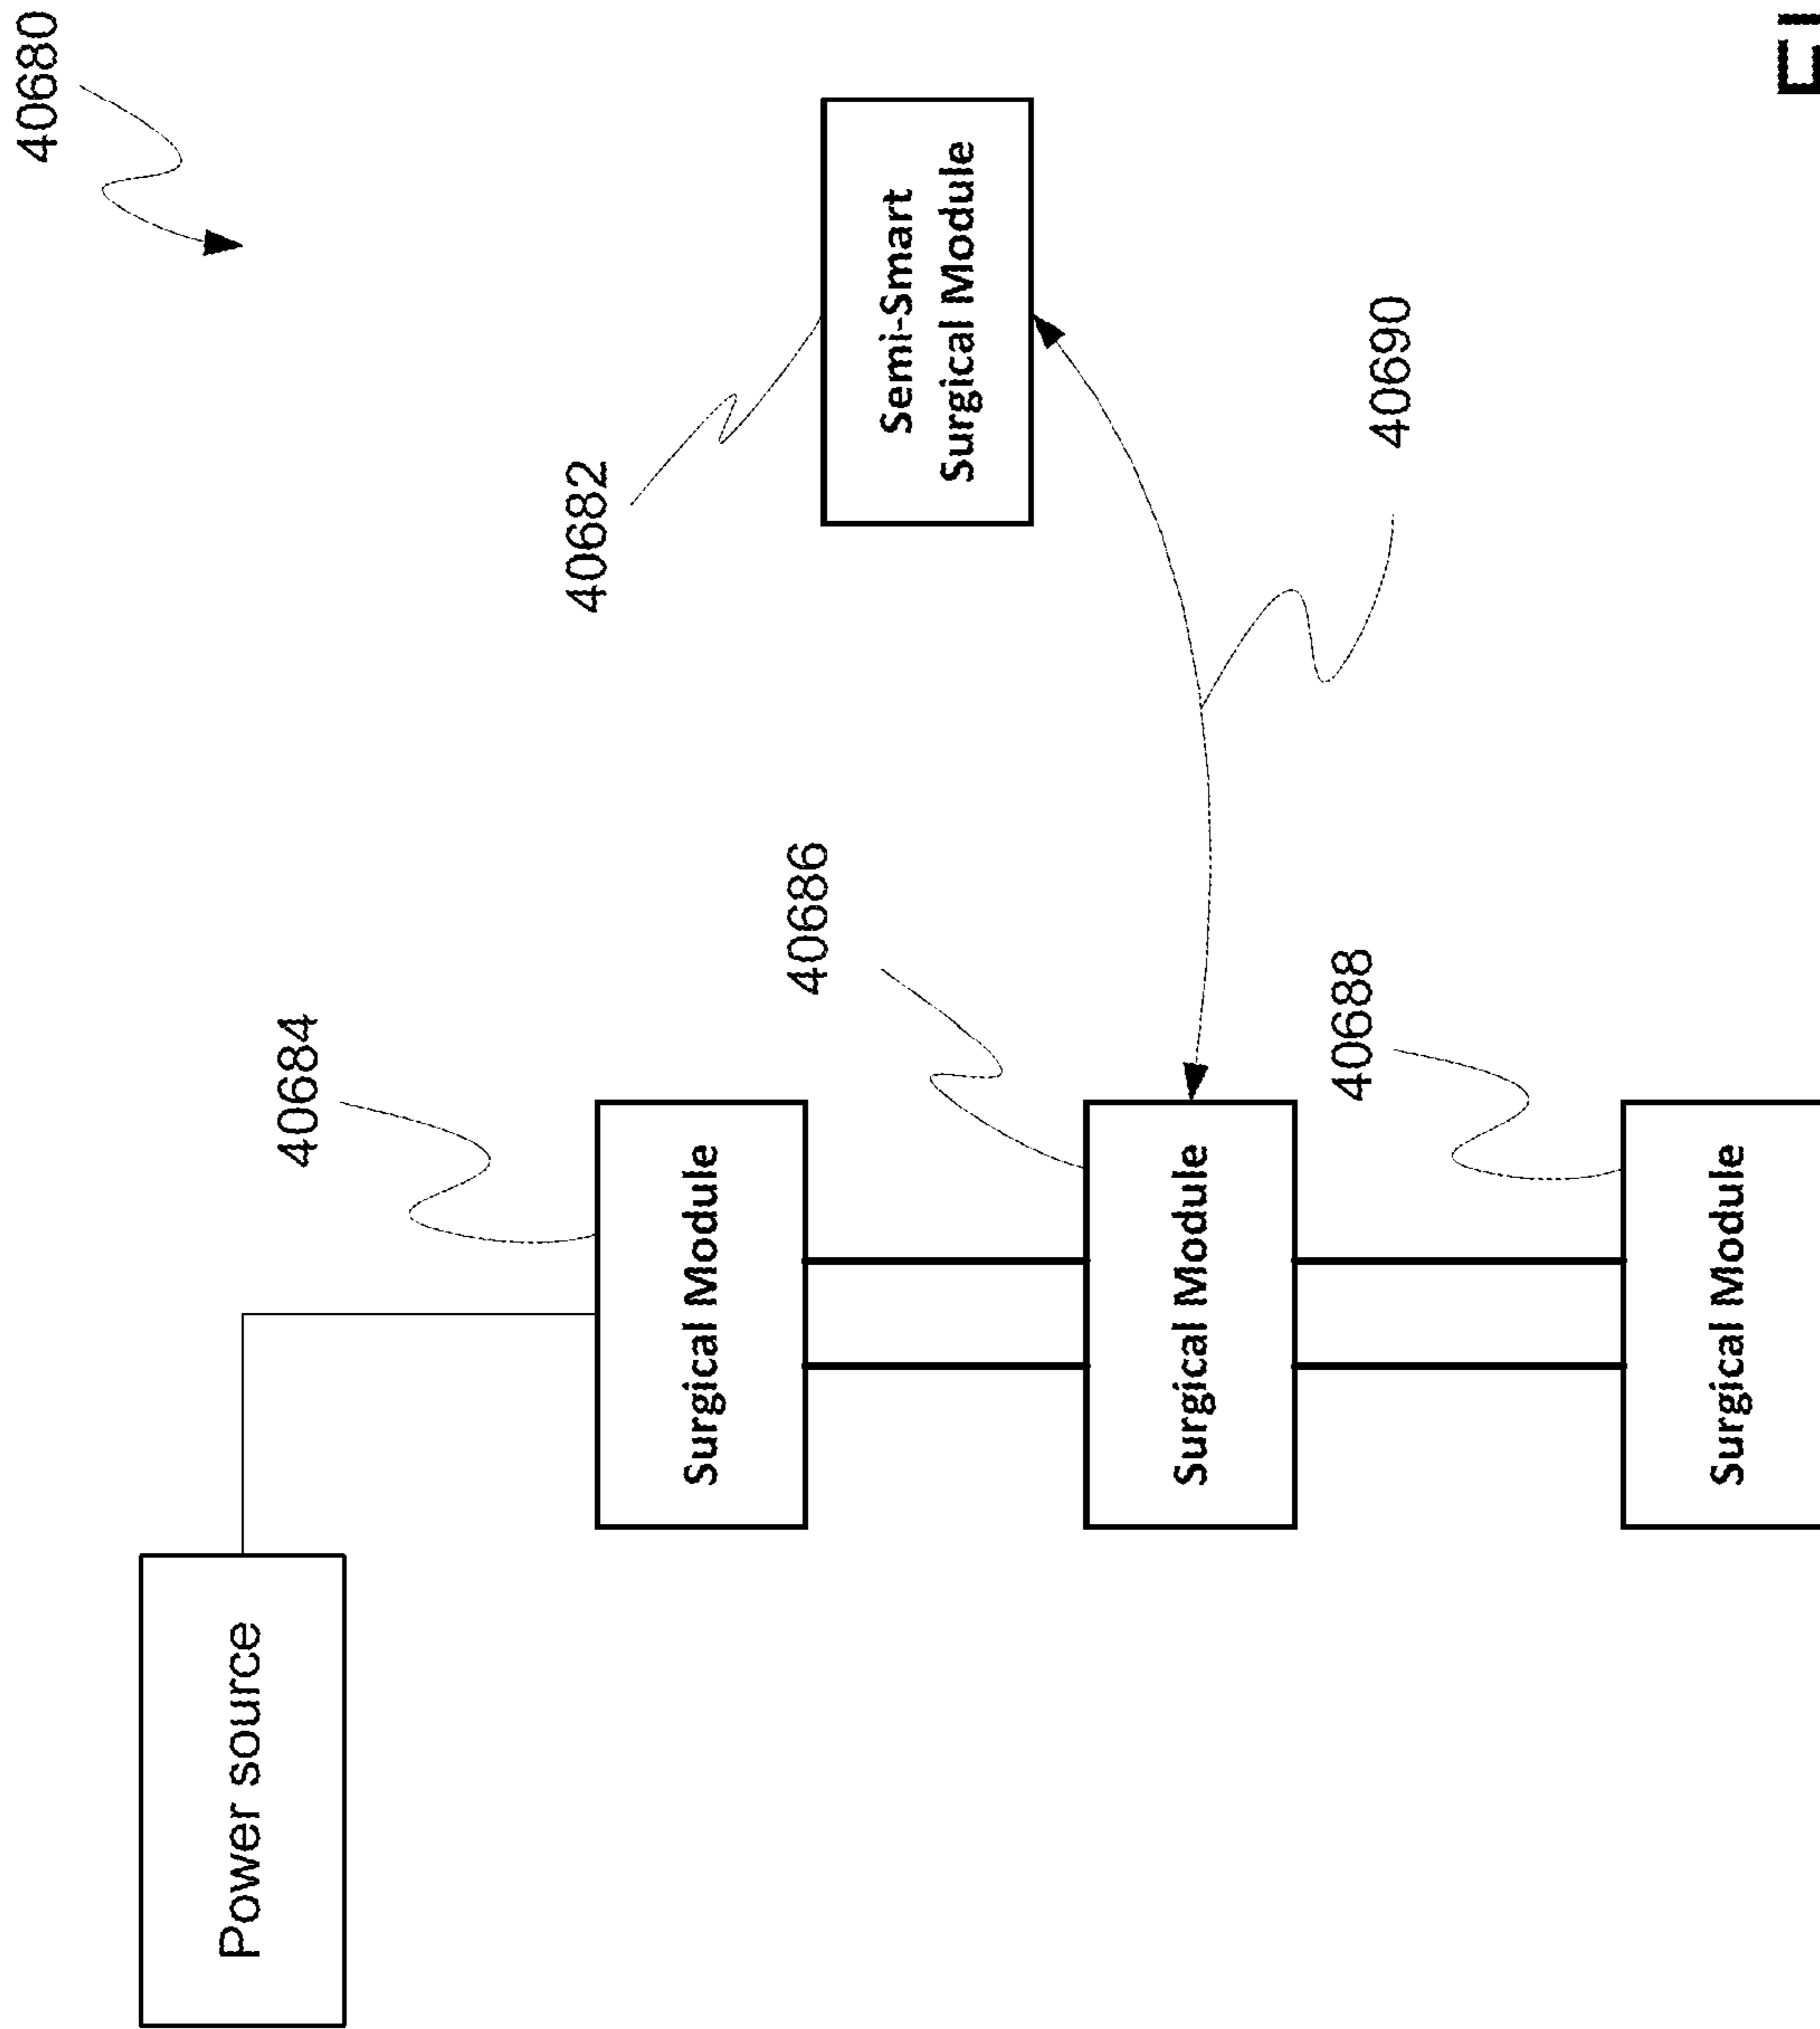 40680
Power source
40684
40682
Surgical Module
40686
Semi-Smart
Surgical Module
Surgical Module
40688
40690
Surgical Module